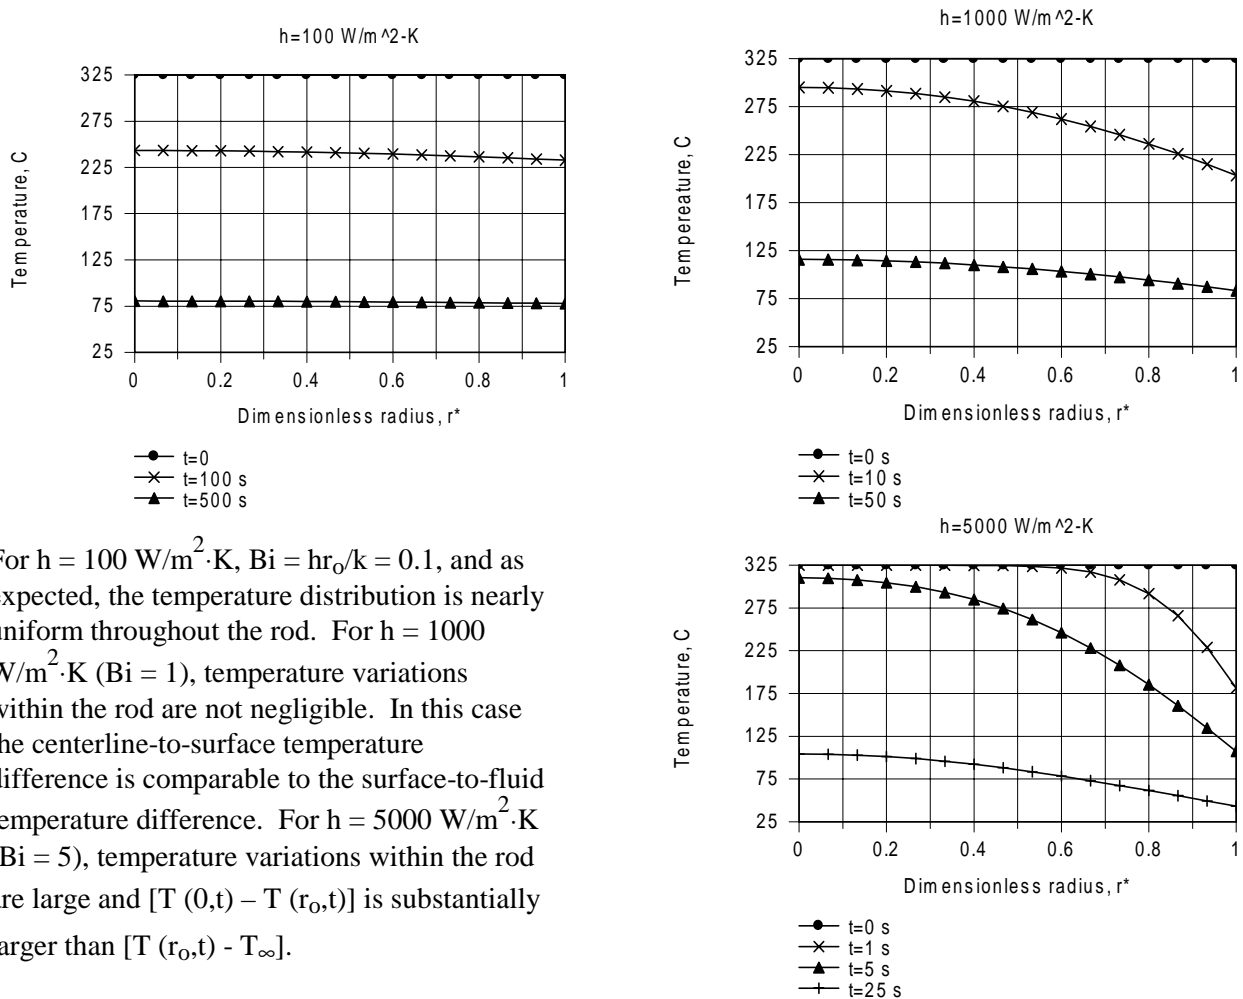 h=100 W/m^2-K
325
275
225
175
125
75
25
Temperature, C
0
0.2
0.4
0.6
0.8
1
Dimensionless radius, r*
t=0
t=100 s
t=500 s
h=1000 W/m^2-K
325
275
225
175
125
75
25
Tempereature, C
0
0.2
0.4
0.6
0.8
1
Dimensionless radius, r*
t=0 s
t=10 s
t=50 s
For h = 100 W/m²·K, Bi = hrₒ/k = 0.1, and as
expected, the temperature distribution is nearly
uniform throughout the rod. For h = 1000
W/m²·K (Bi = 1), temperature variations
within the rod are not negligible. In this case
the centerline-to-surface temperature
difference is comparable to the surface-to-fluid
temperature difference. For h = 5000 W/m²·K
(Bi = 5), temperature variations within the rod
are large and [T (0,t) – T (rₒ,t)] is substantially
larger than [T (rₒ,t) - T∞].
h=5000 W/m^2-K
325
275
225
175
125
75
25
Temperature, C
0
0.2
0.4
0.6
0.8
1
Dimensionless radius, r*
t=0 s
t=1 s
t=5 s
t=25 s